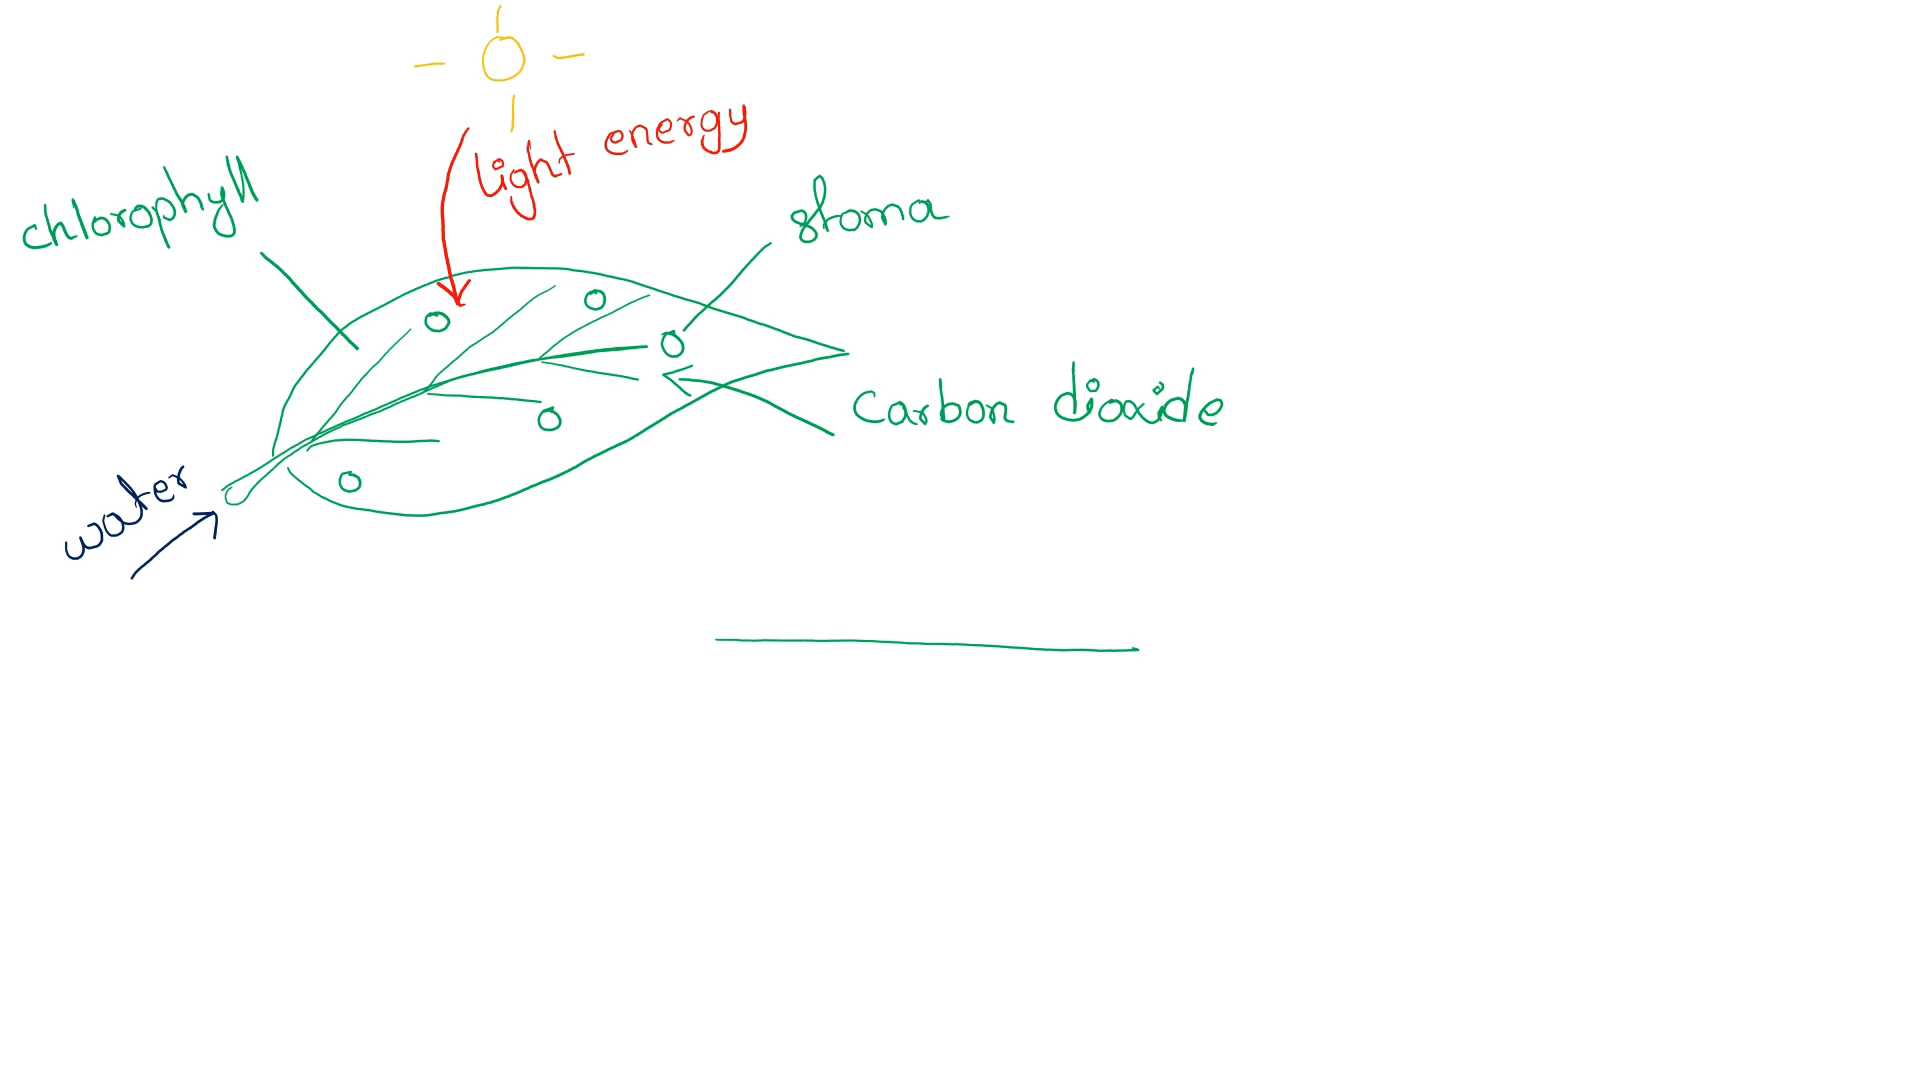 light energy
chlorophyll
stoma
Carbon dioxide
water